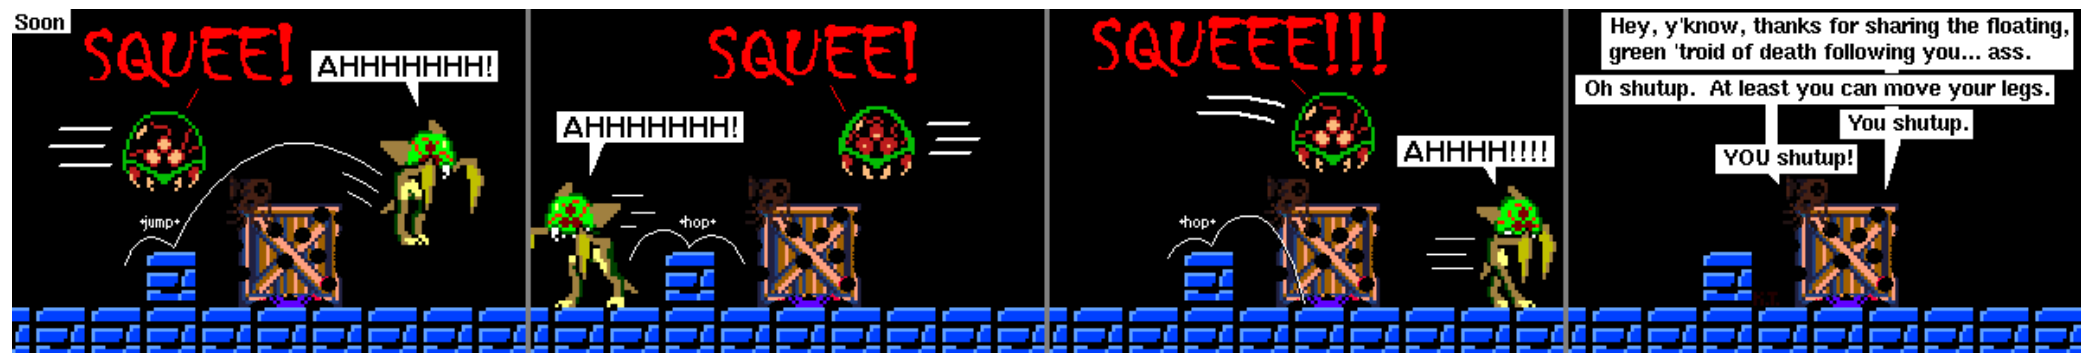 Soon
SQUEE!
AHHHHHHH!
*jump*
SQUEE!
AHHHHHHH!
*hop*
SQUEEE!!!
AHHHH!!!!
*hop*
Hey, y'know, thanks for sharing the floating,
green 'troid of death following you... ass.
Oh shutup. At least you can move your legs.
You shutup.
YOU shutup!